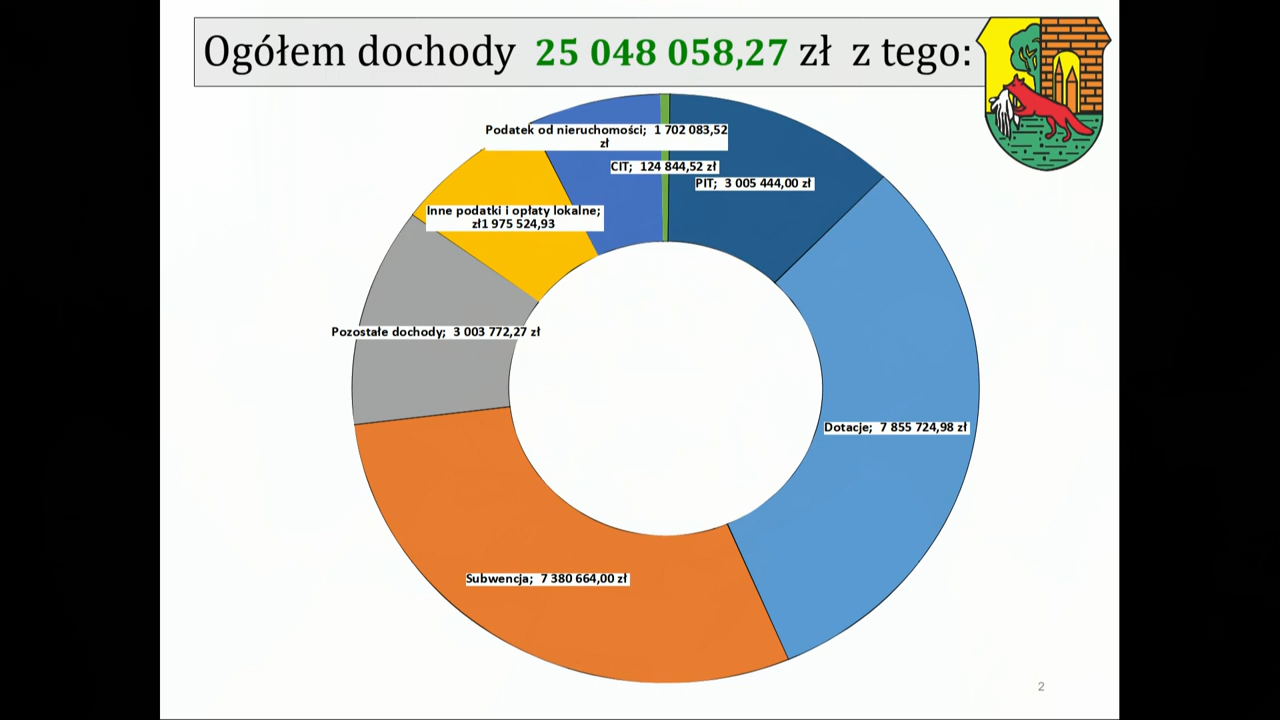 Ogółem dochody 25 048 058,27 zł z tego:
Podatek od nieruchomości; 1 702 083,52
zł
CIT; 124 844,52 zł
PIT; 3 005 444,00 zł
Inne podatki i opłaty lokalne;
zł1 975 524,93
Pozostałe dochody; 3 003 772,27 zł
Dotacje; 7 855 724,98 zł
Subwencja; 7 380 664,00 zł
2